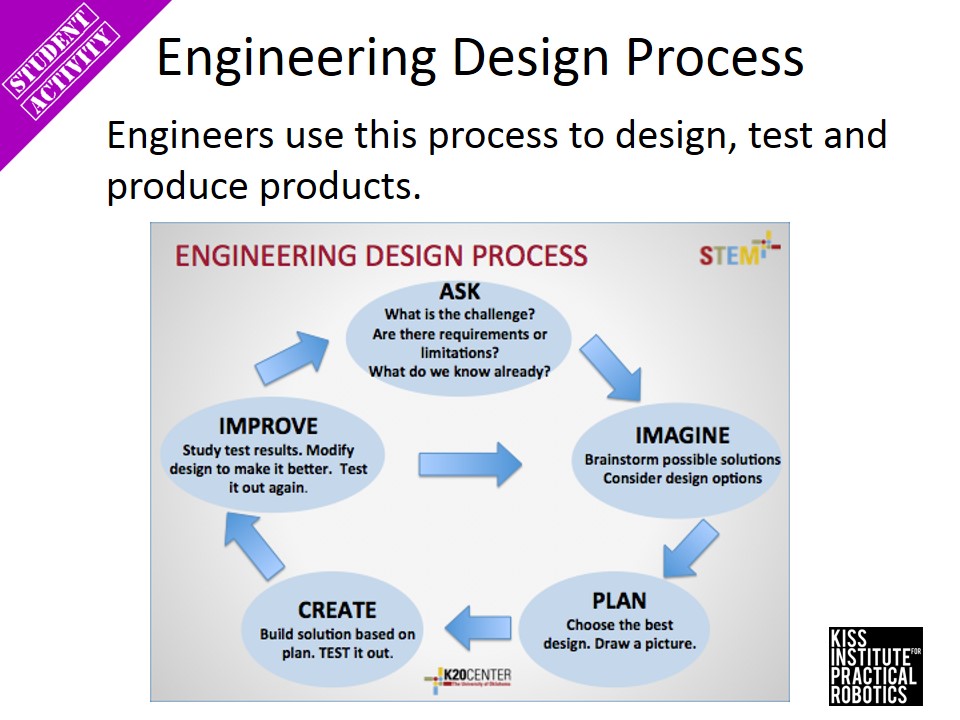 STUDENT
ACTIVITY
Engineering Design Process
Engineers use this process to design, test and
produce products.
ENGINEERING DESIGN PROCESS
STEM
ASK
What is the challenge?
Are there requirements or
limitations?
What do we know already?
IMPROVE
Study test results. Modify
design to make it better. Test
it out again.
IMAGINE
Brainstorm possible solutions
Consider design options
CREATE
Build solution based on
plan. TEST it out.
PLAN
Choose the best
design. Draw a picture.
K20CENTER
The University of Oklahoma
KISS
INSTITUTE FOR
PRACTICAL
ROBOTICS